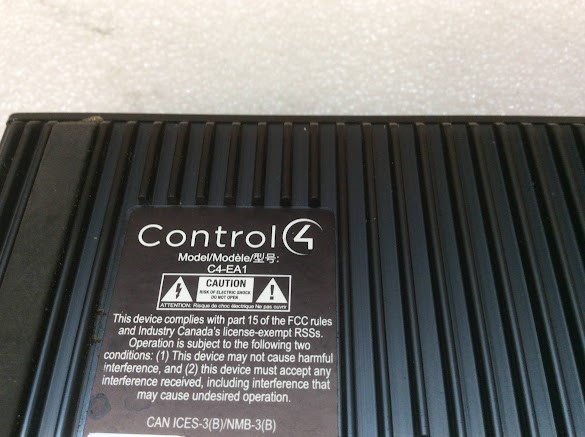 Control4
Model/Modèle/型号:
C4-EA1
CAUTION
RISK OF ELECTRIC SHOCK
DO NOT OPEN
ATTENTION: Risque de choc électrique Ne pas ouvrir
This device complies with part 15 of the FCC rules
and Industry Canada's license-exempt RSSs.
Operation is subject to the following two
conditions: (1) This device may not cause harmful
interference, and (2) this device must accept any
interference received, including interference that
may cause undesired operation.
CAN ICES-3(B)/NMB-3(B)